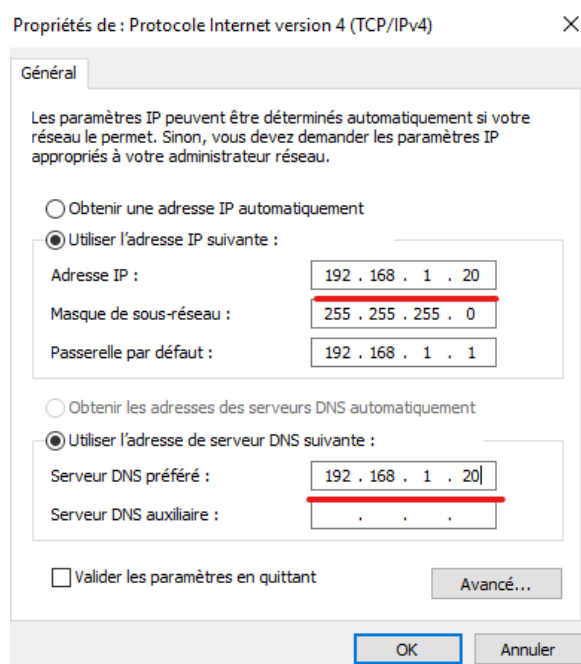 Propriétés de : Protocole Internet version 4 (TCP/IPv4)
Général
Les paramètres IP peuvent être déterminés automatiquement si votre
réseau le permet. Sinon, vous devez demander les paramètres IP
appropriés à votre administrateur réseau.
Obtenir une adresse IP automatiquement
Utiliser l'adresse IP suivante :
Adresse IP : 192 . 168 . 1 . 20
Masque de sous-réseau : 255 . 255 . 255 . 0
Passerelle par défaut : 192 . 168 . 1 . 1
Obtenir les adresses des serveurs DNS automatiquement
Utiliser l'adresse de serveur DNS suivante :
Serveur DNS préféré : 192 . 168 . 1 . 20
Serveur DNS auxiliaire : . . .
Valider les paramètres en quittant
Avancé...
OK Annuler